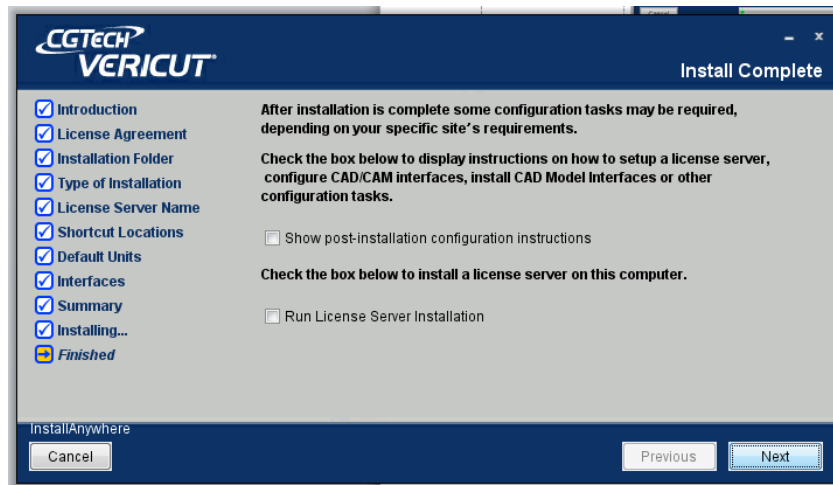 Cancel
CGTECH
VERICUT
Install Complete
Introduction
License Agreement
Installation Folder
Type of Installation
License Server Name
Shortcut Locations
Default Units
Interfaces
Summary
Installing...
Finished
After installation is complete some configuration tasks may be required,
depending on your specific site's requirements.
Check the box below to display instructions on how to setup a license server,
configure CAD/CAM interfaces, install CAD Model Interfaces or other
configuration tasks.
Show post-installation configuration instructions
Check the box below to install a license server on this computer.
Run License Server Installation
InstallAnywhere
Cancel
Previous
Next